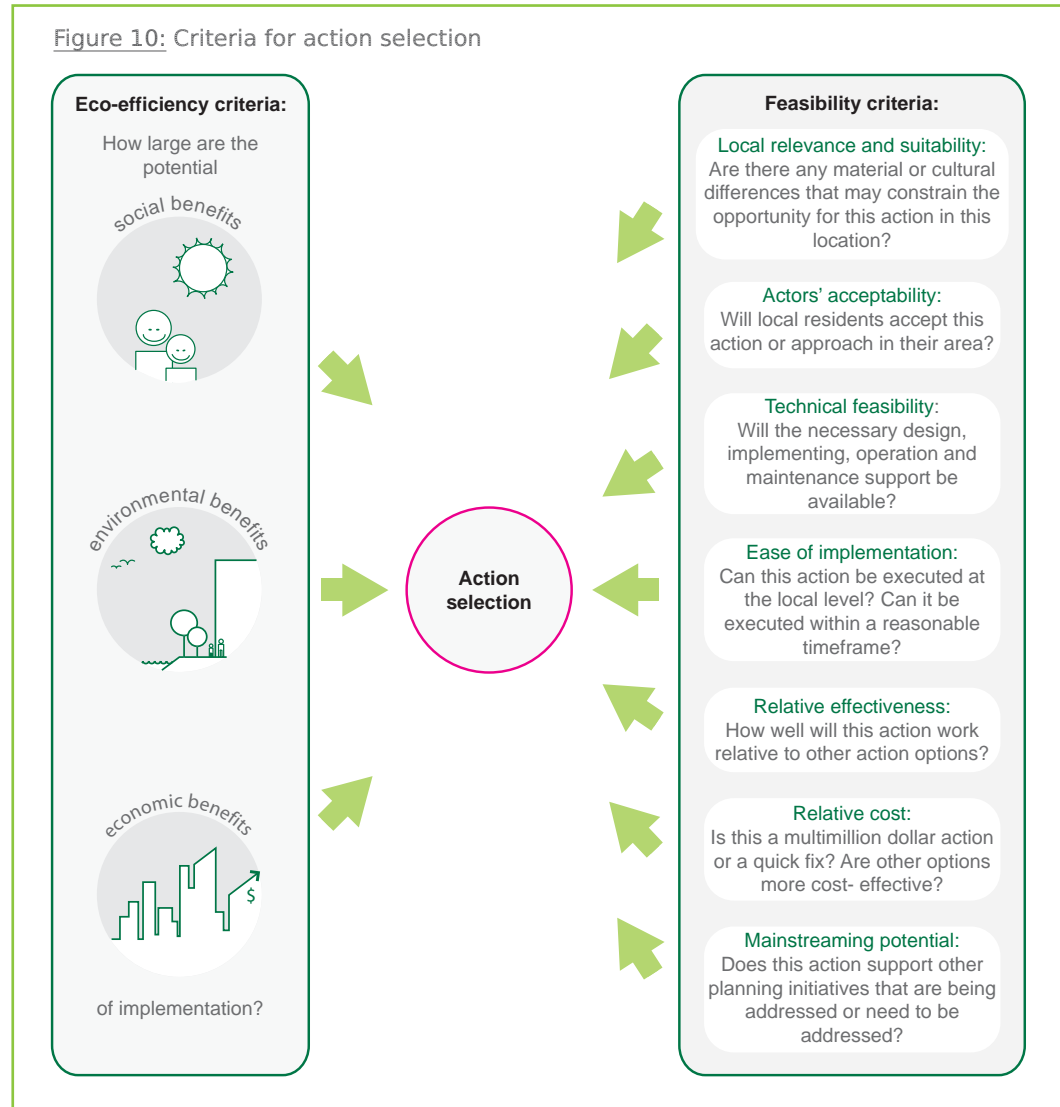 Figure 10: Criteria for action selection
Eco-efficiency criteria:
How large are the
potential
social benefits
environmental benefits
economic benefits
$
of implementation?
Action
selection
Feasibility criteria:
Local relevance and suitability:
Are there any material or cultural
differences that may constrain the
opportunity for this action in this
location?
Actors' acceptability:
Will local residents accept this
action or approach in their area?
Technical feasibility:
Will the necessary design,
implementing, operation and
maintenance support be
available?
Ease of implementation:
Can this action be executed at
the local level? Can it be
executed within a reasonable
timeframe?
Relative effectiveness:
How well will this action work
relative to other action options?
Relative cost:
Is this a multimillion dollar action
or a quick fix? Are other options
more cost- effective?
Mainstreaming potential:
Does this action support other
planning initiatives that are being
addressed or need to be
addressed?